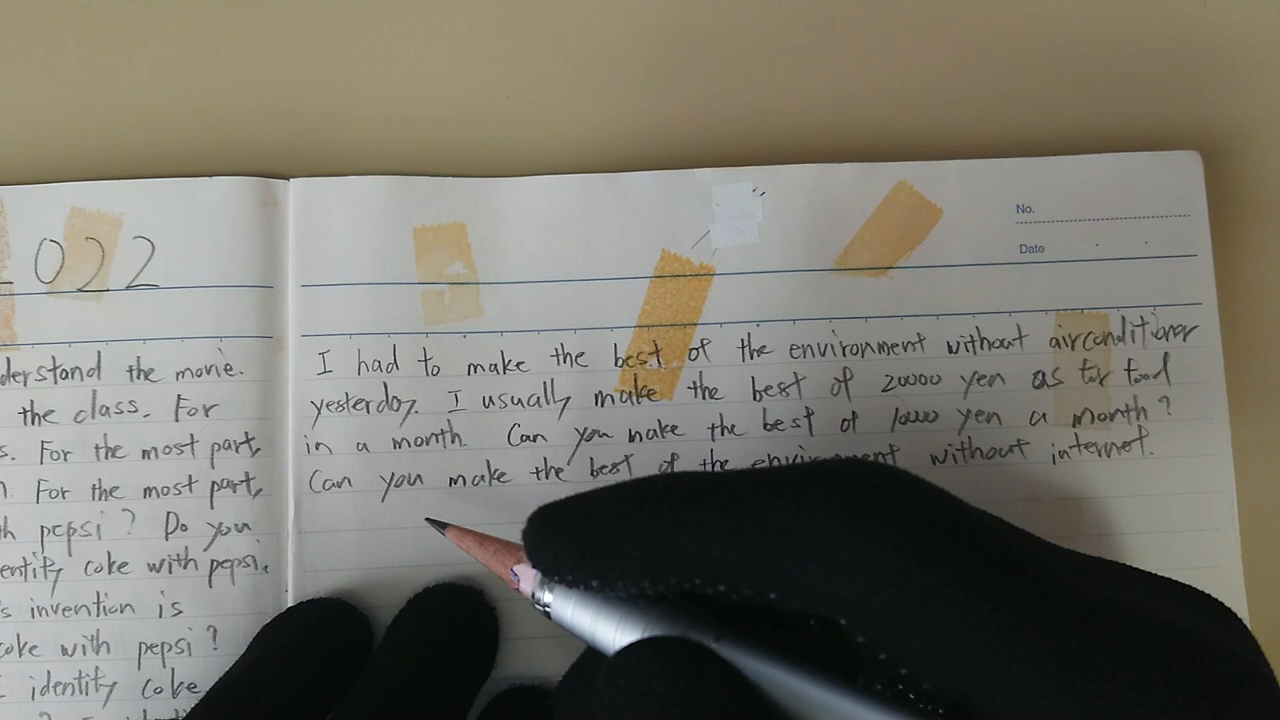 022
derstand the movie.
the class. For
s. For the most part,
n. For the most part,
th pepsi? Do you
entify coke with pepsi.
s invention is
coke with pepsi?
I identity coke
No.
Date
I had to make the best of the environment without airconditioner
yesterday. I usually make the best of 20000 yen as for food
in a month. Can you make the best of 1000 yen a month?
Can you make the best of the environment without internet.